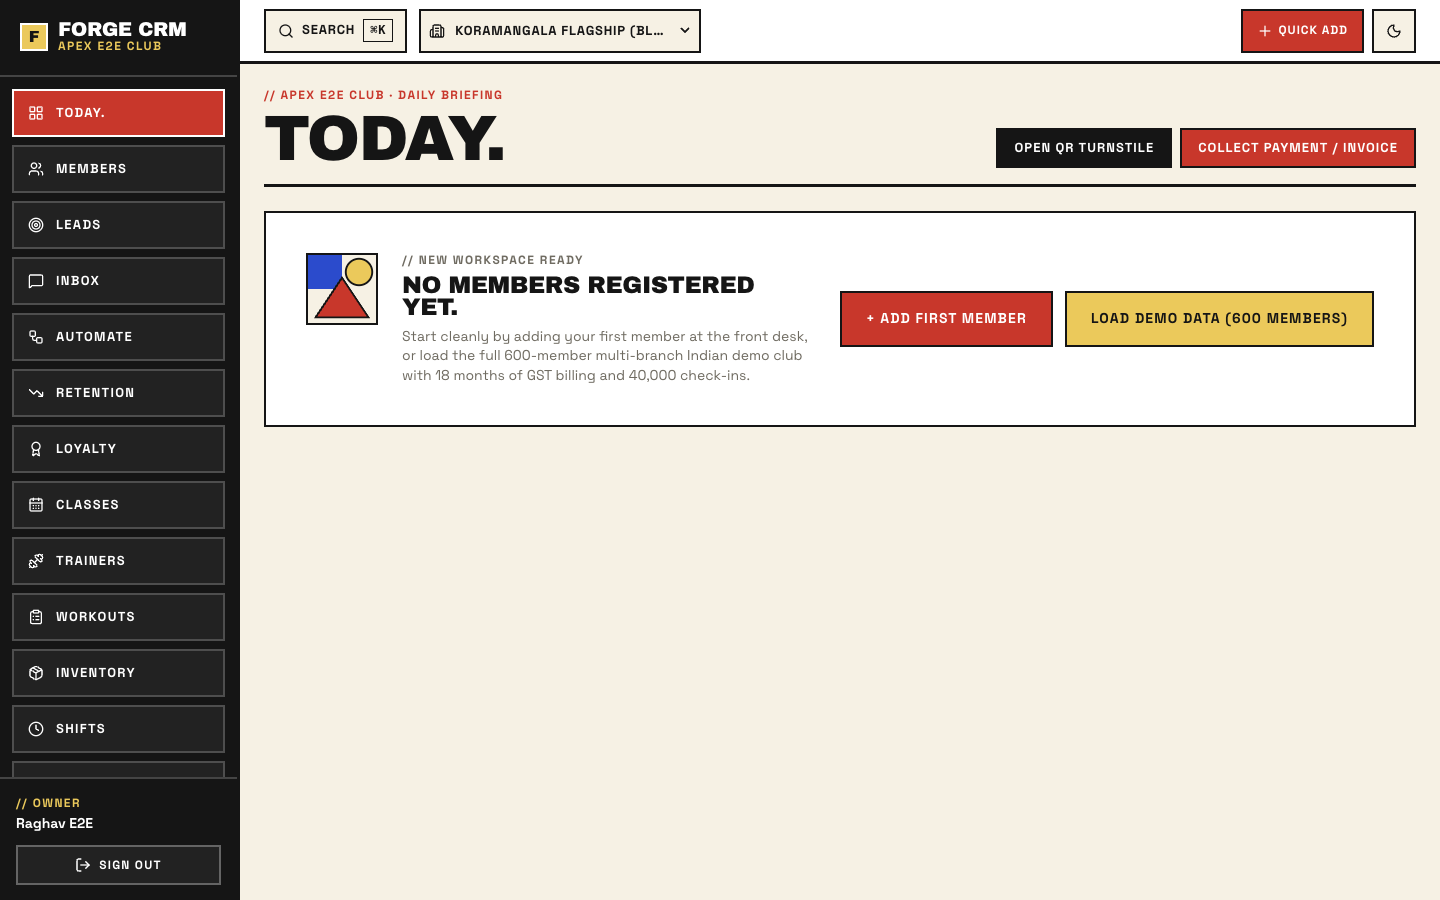 F
FORGE CRM
APEX E2E CLUB
TODAY.
MEMBERS
LEADS
INBOX
AUTOMATE
RETENTION
LOYALTY
CLASSES
TRAINERS
WORKOUTS
INVENTORY
SHIFTS
// OWNER
Raghav E2E
SIGN OUT
SEARCH ⌘K
KORAMANGALA FLAGSHIP (BL...
QUICK ADD
// APEX E2E CLUB · DAILY BRIEFING
TODAY.
OPEN QR TURNSTILE
COLLECT PAYMENT / INVOICE
// NEW WORKSPACE READY
NO MEMBERS REGISTERED
YET.
Start cleanly by adding your first member at the front desk,
or load the full 600-member multi-branch Indian demo club
with 18 months of GST billing and 40,000 check-ins.
+ ADD FIRST MEMBER
LOAD DEMO DATA (600 MEMBERS)